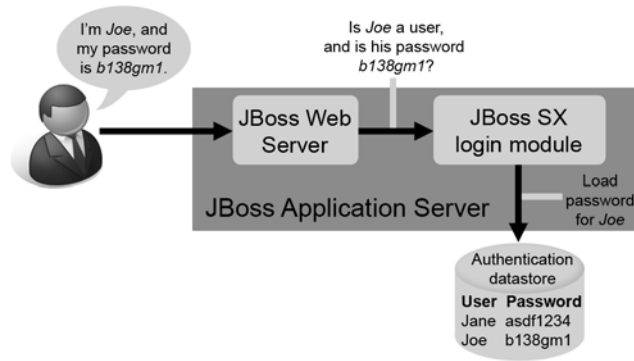 I'm Joe, and
my password
is b138gm1.
Is Joe a user,
and is his password
b138gm1?
JBoss Web
Server
JBoss SX
login module
JBoss Application Server
Load
password
for Joe
Authentication
datastore
User Password
Jane asdf1234
Joe b138gm1